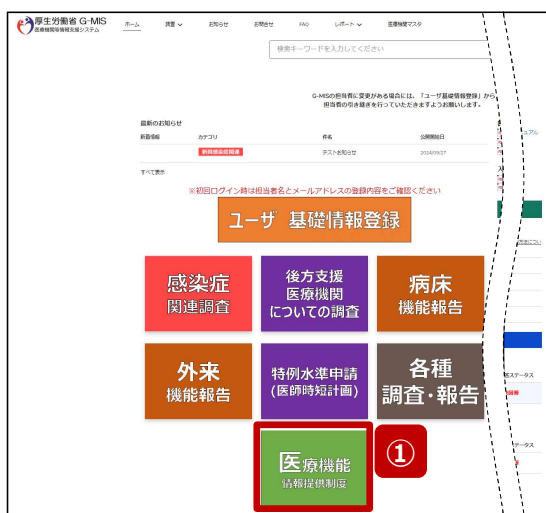 厚生労働省 G-MIS
医療機関等情報支援システム
ホーム 調査 お知らせ お問合せ FAQ レポート 医療機関マスタ
検索キーワードを入力してください
G-MISの担当者に変更がある場合には、「ユーザ基礎情報登録」から
担当者の引き継ぎを行っていただきますようお願いします。
最新のお知らせ
新着情報 カテゴリ 件名 公開開始日
新興感染症関連 テストお知らせ 2024/09/27
すべて表示
※初回ログイン時は担当者名とメールアドレスの登録内容をご確認ください
ユーザ 基礎情報登録
感染症
関連調査
後方支援
医療機関
についての調査
病床
機能報告
外来
機能報告
特例水準申請
(医師時短計画)
各種
調査・報告
医療機能
情報提供制度
①
ュアル
ステータス
ータス